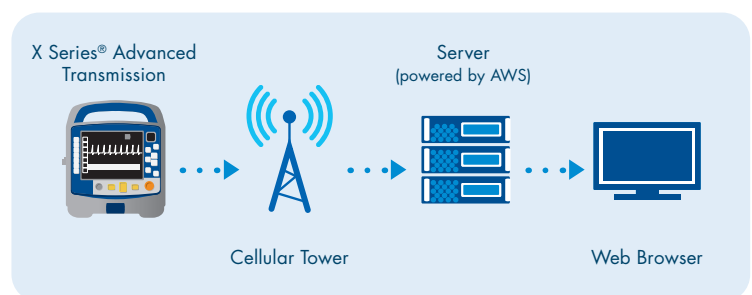 X Series® Advanced
Transmission
Server
(powered by AWS)
Cellular Tower
Web Browser